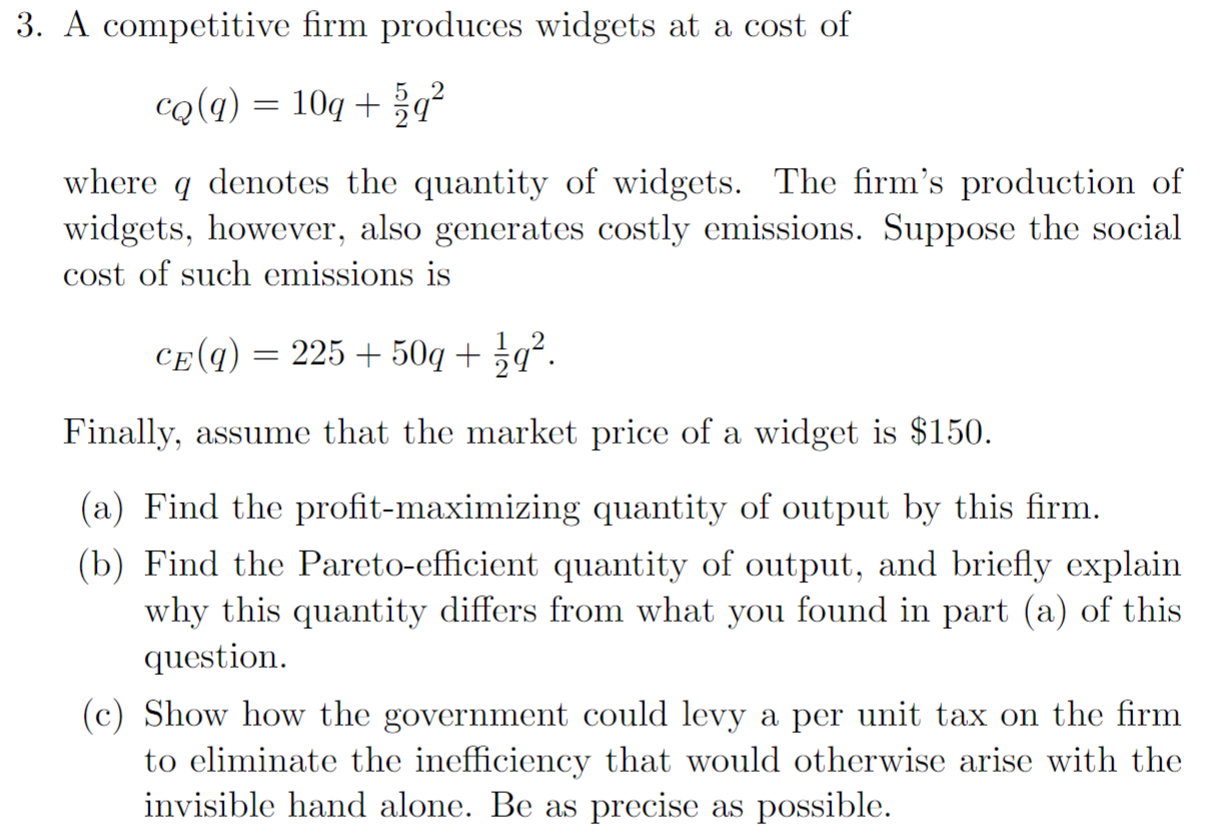 3. A competitive firm produces widgets at a cost of
c_Q(q) = 10q + \frac{5}{2}q^2
where q denotes the quantity of widgets. The firm's production of
widgets, however, also generates costly emissions. Suppose the social
cost of such emissions is
c_E(q) = 225 + 50q + \frac{1}{2}q^2.
Finally, assume that the market price of a widget is $150.
(a) Find the profit-maximizing quantity of output by this firm.
(b) Find the Pareto-efficient quantity of output, and briefly explain
why this quantity differs from what you found in part (a) of this
question.
(c) Show how the government could levy a per unit tax on the firm
to eliminate the inefficiency that would otherwise arise with the
invisible hand alone. Be as precise as possible.